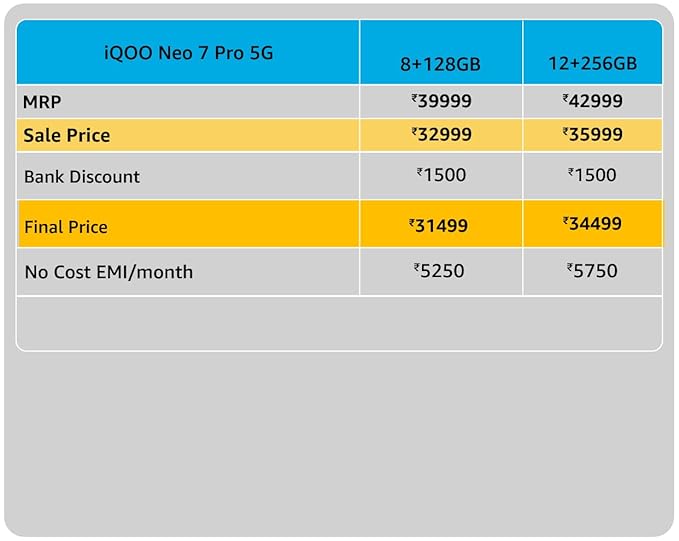 iQOO Neo 7 Pro 5G 8+128GB 12+256GB
MRP ₹39999 ₹42999
Sale Price ₹32999 ₹35999
Bank Discount ₹1500 ₹1500
Final Price ₹31499 ₹34499
No Cost EMI/month ₹5250 ₹5750